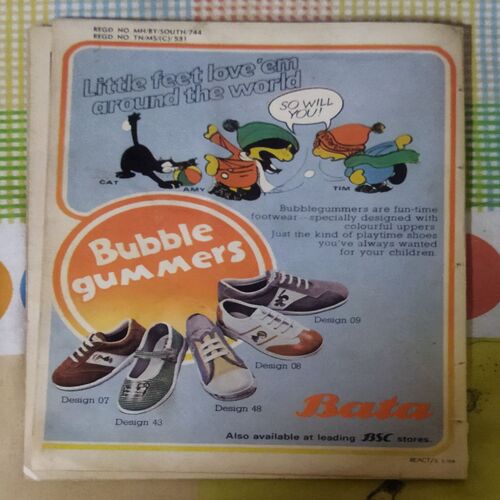 REGD. NO. MH/BY/SOUTH/744
REGD. NO. TN/MS/(C)/531
Little feet love 'em
around the world
SO WILL
YOU!
CAT
AMY
TIM
Bubblegummers are fun-time
footwear—specially designed with
colourful uppers.
Just the kind of playtime shoes
you've always wanted
for your children.
Bubble
gummers
Design 09
Design 08
Design 07
Design 48
Design 43
Bata
Also available at leading BSC stores.